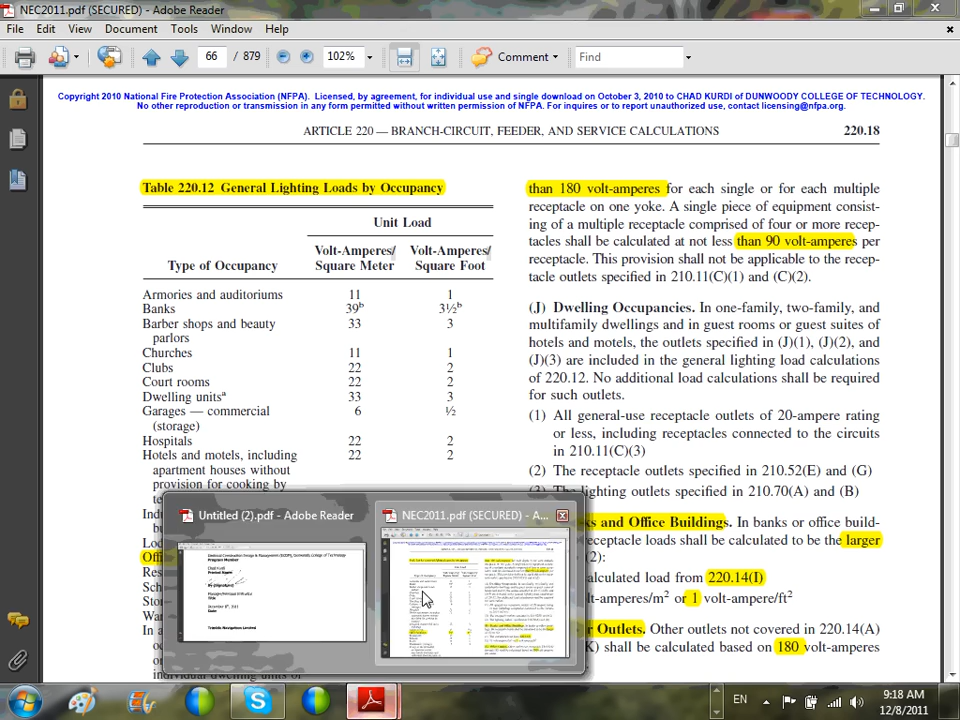 NEC2011.pdf (SECURED) - Adobe Reader
File Edit View Document Tools Window Help
66 / 879 102% Comment Find
Copyright 2010 National Fire Protection Association (NFPA). Licensed, by agreement, for individual use and single download on October 3, 2010 to CHAD KURDI of DUNWOODY COLLEGE OF TECHNOLOGY.
No other reproduction or transmission in any form permitted without written permission of NFPA. For inquires or to report unauthorized use, contact licensing@nfpa.org.
ARTICLE 220 — BRANCH-CIRCUIT, FEEDER, AND SERVICE CALCULATIONS 220.18
Table 220.12 General Lighting Loads by Occupancy
Unit Load
Volt-Amperes/ Volt-Amperes/
Type of Occupancy Square Meter Square Foot
Armories and auditoriums 11 1
Banks 39b 3½b
Barber shops and beauty 33 3
parlors
Churches 11 1
Clubs 22 2
Court rooms 22 2
Dwelling unitsa 33 3
Garages — commercial 6 ½
(storage)
Hospitals 22 2
Hotels and motels, including 22 2
apartment houses without
provision for cooking by
than 180 volt-amperes for each single or for each multiple
receptacle on one yoke. A single piece of equipment consist-
ing of a multiple receptacle comprised of four or more recep-
tacles shall be calculated at not less than 90 volt-amperes per
receptacle. This provision shall not be applicable to the recep-
tacle outlets specified in 210.11(C)(1) and (C)(2).
(J) Dwelling Occupancies. In one-family, two-family, and
multifamily dwellings and in guest rooms or guest suites of
hotels and motels, the outlets specified in (J)(1), (J)(2), and
(J)(3) are included in the general lighting load calculations
of 220.12. No additional load calculations shall be required
for such outlets.
(1) All general-use receptacle outlets of 20-ampere rating
or less, including receptacles connected to the circuits
in 210.11(C)(3)
(2) The receptacle outlets specified in 210.52(E) and (G)
(3) The lighting outlets specified in 210.70(A) and (B)
and Office Buildings. In banks or office build-
receptacle loads shall be calculated to be the larger
(2):
calculated load from 220.14(I)
volt-amperes/m² or 1 volt-ampere/ft²
Outlets. Other outlets not covered in 220.14(A)
shall be calculated based on 180 volt-amperes
individual dwelling units of
Untitled (2).pdf - Adobe Reader
NEC2011.pdf (SECURED) - A...
EN 9:18 AM
12/8/2011